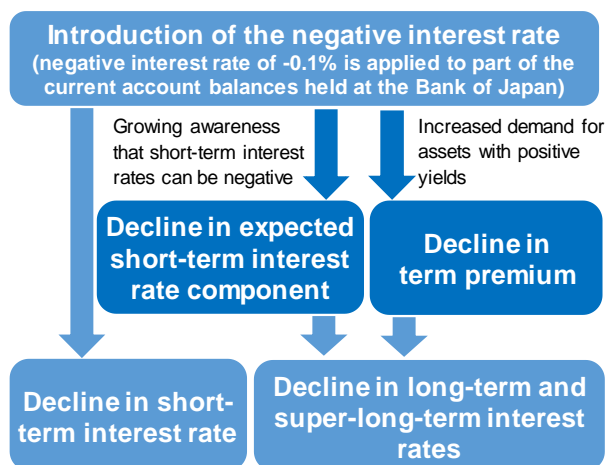 Introduction of the negative interest rate
(negative interest rate of -0.1% is applied to part of the
current account balances held at the Bank of Japan)
Growing awareness
that short-term interest
rates can be negative
Increased demand for
assets with positive
yields
Decline in expected
short-term interest
rate component
Decline in
term premium
Decline in short-
term interest rate
Decline in long-term and
super-long-term interest
rates